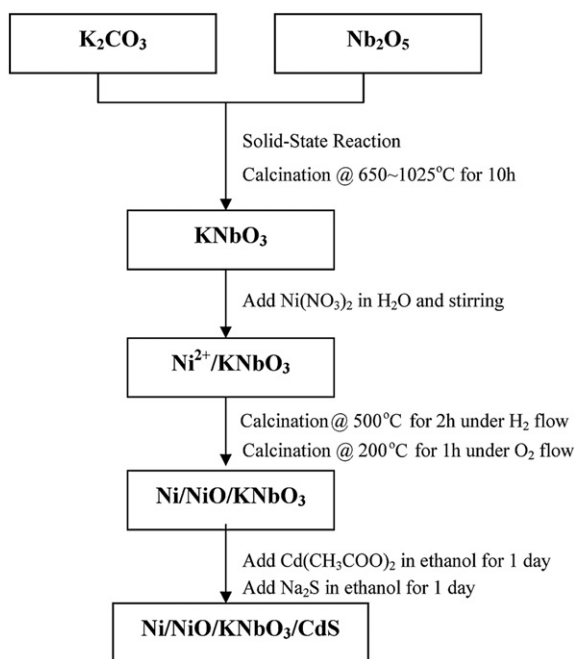 K₂CO₃
Nb₂O₅
Solid-State Reaction
Calcination @ 650~1025°C for 10h
KNbO₃
Add Ni(NO₃)₂ in H₂O and stirring
Ni²⁺/KNbO₃
Calcination @ 500°C for 2h under H₂ flow
Calcination @ 200°C for 1h under O₂ flow
Ni/NiO/KNbO₃
Add Cd(CH₃COO)₂ in ethanol for 1 day
Add Na₂S in ethanol for 1 day
Ni/NiO/KNbO₃/CdS